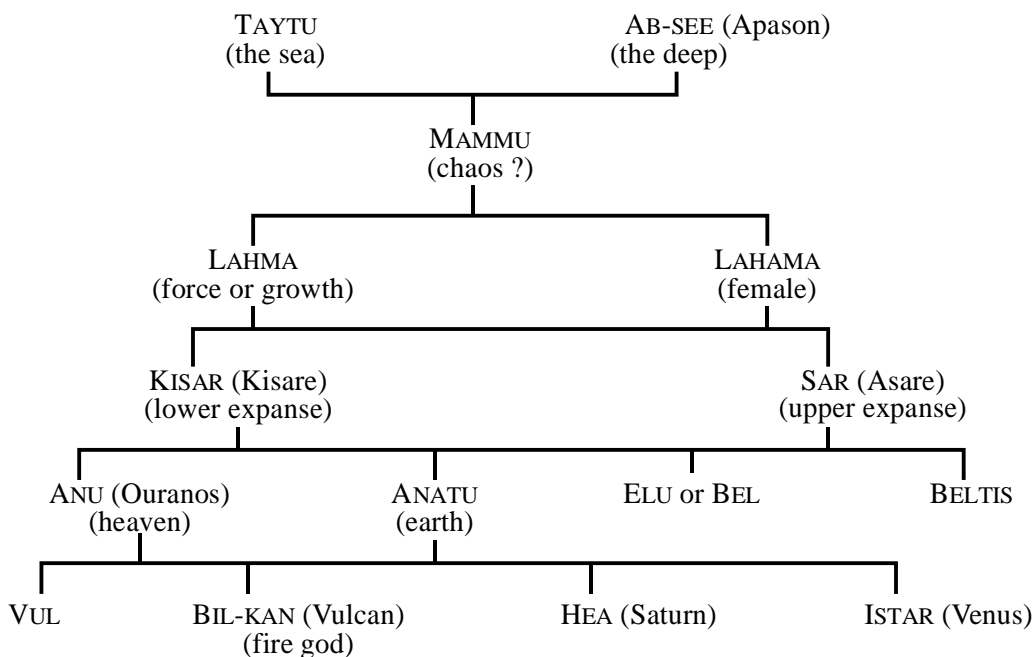 TAYTU AB-SEE (Apason)
(the sea) (the deep)
MAMMU
(chaos ?)
LAHMA LAHAMA
(force or growth) (female)
KISAR (Kisare) SAR (Asare)
(lower expanse) (upper expanse)
ANU (Ouranos) ANATU ELU or BEL BELTIS
(heaven) (earth)
VUL BIL-KAN (Vulcan) HEA (Saturn) ISTAR (Venus)
(fire god)